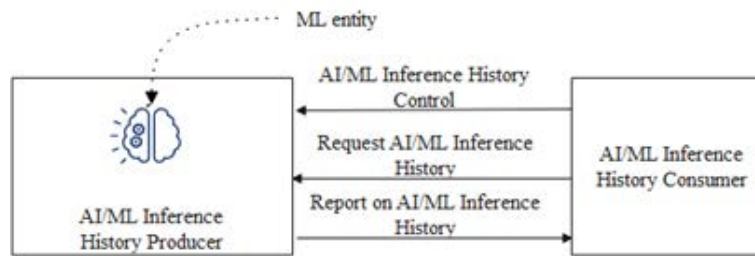 ML entity
AI/ML Inference History
Control
Request AI/ML Inference
History
Report on AI/ML Inference
History
AI/ML Inference
History Producer
AI/ML Inference
History Consumer